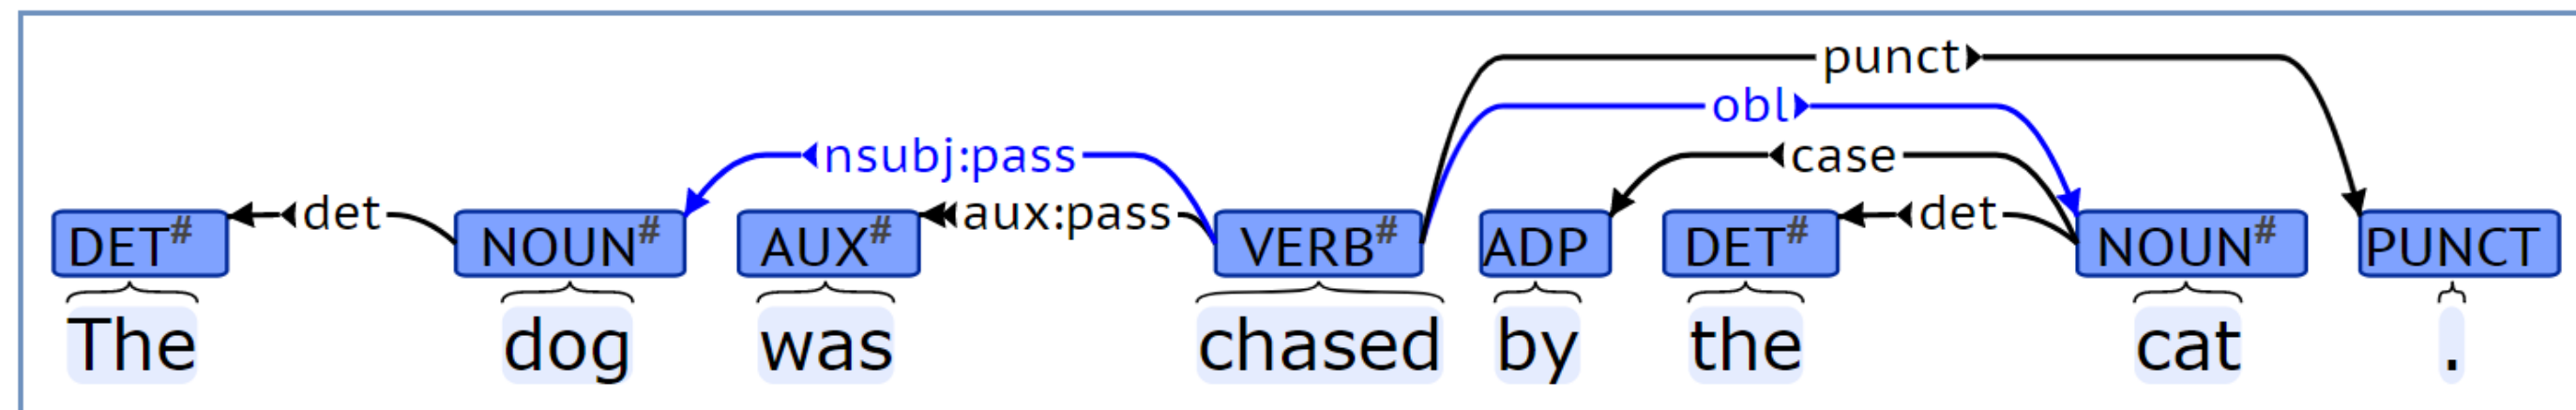 punct
obl
nsubj:pass case
det aux:pass det
DET# NOUN# AUX# VERB# ADP DET# NOUN# PUNCT
The dog was chased by the cat .